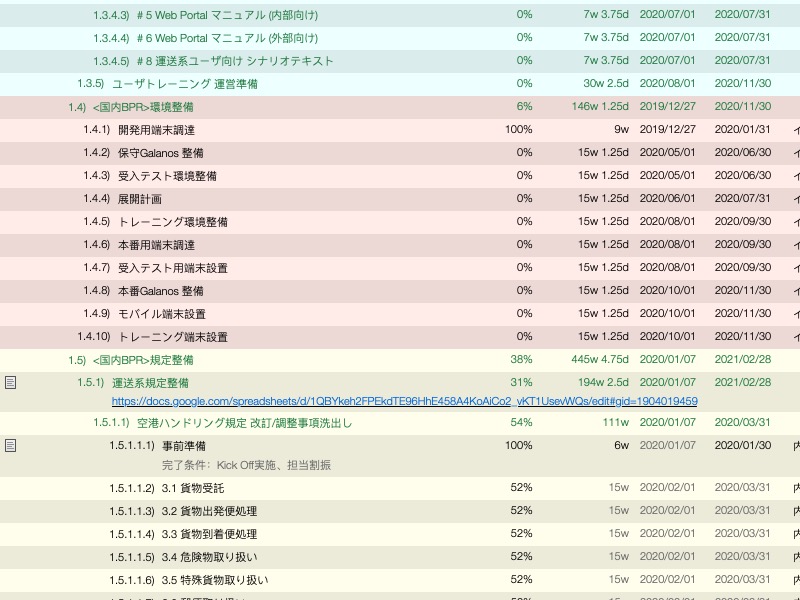 1.3.4.3) # 5 Web Portal マニュアル (内部向け) 0% 7w 3.75d 2020/07/01 2020/07/31
1.3.4.4) # 6 Web Portal マニュアル (外部向け) 0% 7w 3.75d 2020/07/01 2020/07/31
1.3.4.5) # 8 運送系ユーザ向け シナリオテキスト 0% 7w 3.75d 2020/07/01 2020/07/31
1.3.5) ユーザトレーニング 運営準備 0% 30w 2.5d 2020/08/01 2020/11/30
1.4) <国内BPR>環境整備 6% 146w 1.25d 2019/12/27 2020/11/30
1.4.1) 開発用端末調達 100% 9w 2019/12/27 2020/01/31
1.4.2) 保守Galanos 整備 0% 15w 1.25d 2020/05/01 2020/06/30
1.4.3) 受入テスト環境整備 0% 15w 1.25d 2020/05/01 2020/06/30
1.4.4) 展開計画 0% 15w 1.25d 2020/06/01 2020/07/31
1.4.5) トレーニング環境整備 0% 15w 1.25d 2020/08/01 2020/09/30
1.4.6) 本番用端末調達 0% 15w 1.25d 2020/08/01 2020/09/30
1.4.7) 受入テスト用端末設置 0% 15w 1.25d 2020/08/01 2020/09/30
1.4.8) 本番Galanos 整備 0% 15w 1.25d 2020/10/01 2020/11/30
1.4.9) モバイル端末設置 0% 15w 1.25d 2020/10/01 2020/11/30
1.4.10) トレーニング端末設置 0% 15w 1.25d 2020/10/01 2020/11/30
1.5) <国内BPR>規定整備 38% 445w 4.75d 2020/01/07 2021/02/28
1.5.1) 運送系規定整備 31% 194w 2.5d 2020/01/07 2021/02/28
https://docs.google.com/spreadsheets/d/1QBYkeh2FPEkdTE96HhE458A4KoAiCo2_vKT1UsevWQs/edit#gid=1904019459
1.5.1.1) 空港ハンドリング規定 改訂/調整事項洗出し 54% 111w 2020/01/07 2020/03/31
1.5.1.1.1) 事前準備 100% 6w 2020/01/07 2020/01/30
完了条件：Kick Off実施、担当割振
1.5.1.1.2) 3.1 貨物受託 52% 15w 2020/02/01 2020/03/31
1.5.1.1.3) 3.2 貨物出発便処理 52% 15w 2020/02/01 2020/03/31
1.5.1.1.4) 3.3 貨物到着便処理 52% 15w 2020/02/01 2020/03/31
1.5.1.1.5) 3.4 危険物取り扱い 52% 15w 2020/02/01 2020/03/31
1.5.1.1.6) 3.5 特殊貨物取り扱い 52% 15w 2020/02/01 2020/03/31